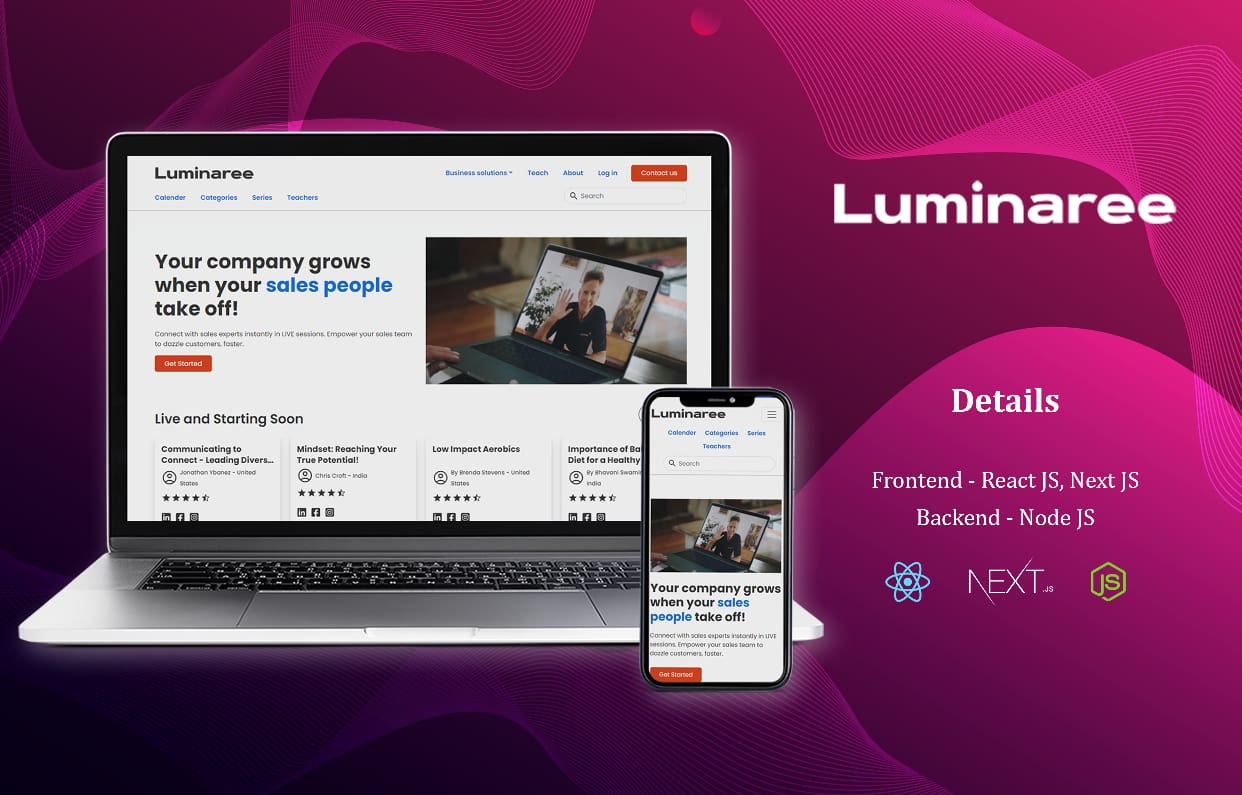 Luminaree
Business solutions Teach About Log in Contact us
Calender Categories Series Teachers
Search
Your company grows
when your sales people
take off!
Connect with sales experts instantly in LIVE sessions. Empower your sales team
to dazzle customers, faster.
Get Started
Live and Starting Soon
Communicating to
Connect - Leading Divers...
Jonathan Ybanez - United
States
Mindset: Reaching Your
True Potential!
Chris Croft - India
Low Impact Aerobics
By Brenda Stevens - United
States
Importance of Ba
Diet for a Healthy
By Bhavani Swami
India
Luminaree
Calender Categories Series
Teachers
Search
Your company grows
when your sales
people take off!
Connect with sales experts instantly in LIVE
sessions. Empower your sales team to
dazzle customers, faster.
Get Started
Luminaree
Details
Frontend - React JS, Next JS
Backend - Node JS
NEXT.JS
JS